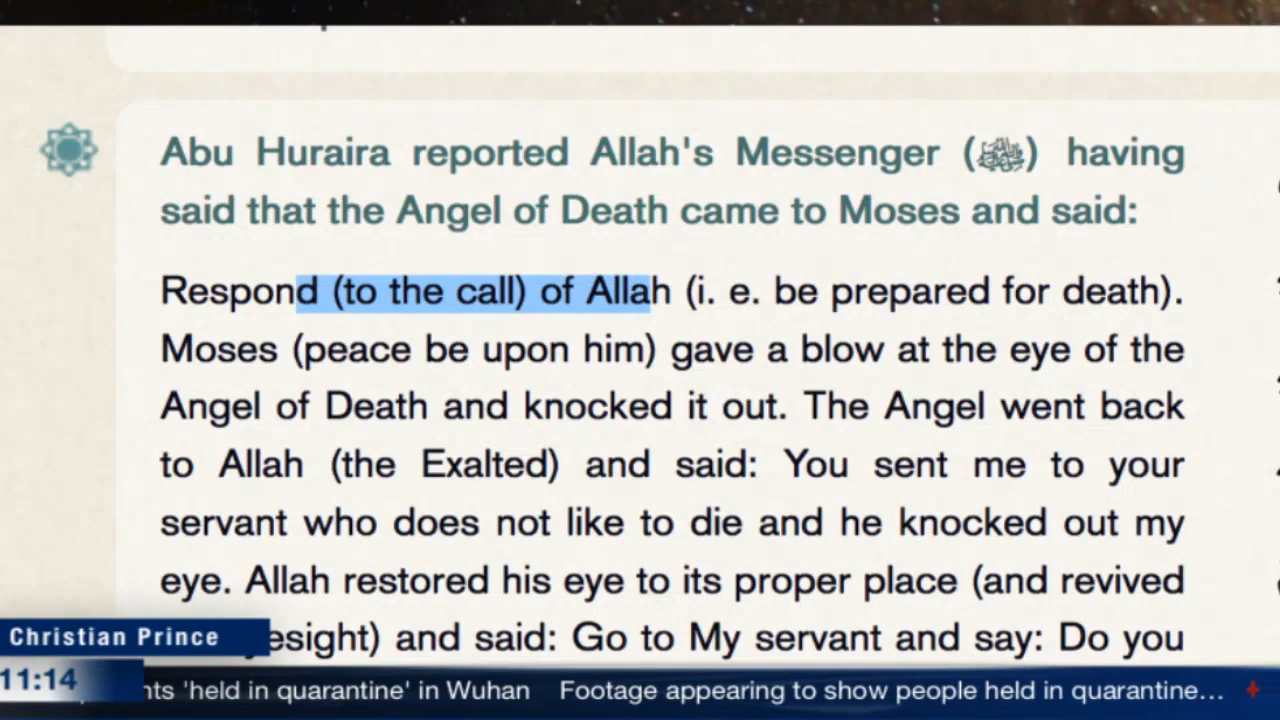 Abu Huraira reported Allah's Messenger (ﷺ) having
said that the Angel of Death came to Moses and said:
Respond (to the call) of Allah (i. e. be prepared for death).
Moses (peace be upon him) gave a blow at the eye of the
Angel of Death and knocked it out. The Angel went back
to Allah (the Exalted) and said: You sent me to your
servant who does not like to die and he knocked out my
eye. Allah restored his eye to its proper place (and revived
esight) and said: Go to My servant and say: Do you
Christian Prince
11:14
nts 'held in quarantine' in Wuhan Footage appearing to show people held in quarantine...